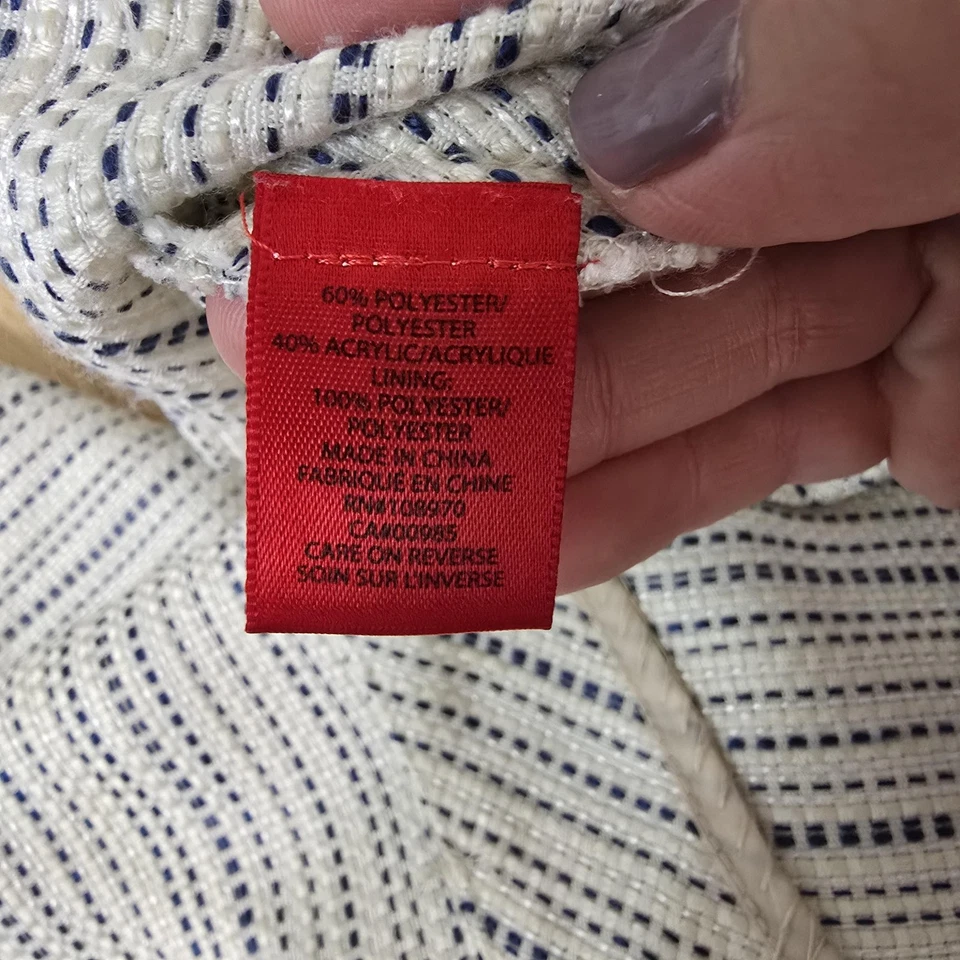 60% POLYESTER/
POLYESTER
40% ACRYLIC/ACRYLIQUE
LINING:
100% POLYESTER/
POLYESTER
MADE IN CHINA
FABRIQUE EN CHINE
RN#108970
CA#00985
CARE ON REVERSE
SOIN SUR L'INVERSE